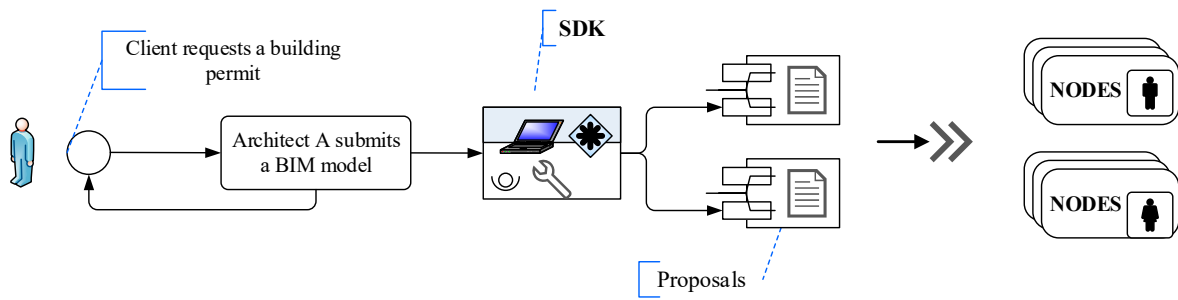 Client requests a building
permit
SDK
Architect A submits
a BIM model
Proposals
NODES
NODES